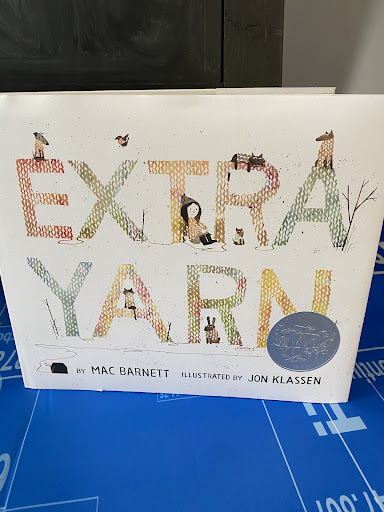 EXTRA
YARN
BY MAC BARNETT ILLUSTRATED BY JON KLASSEN